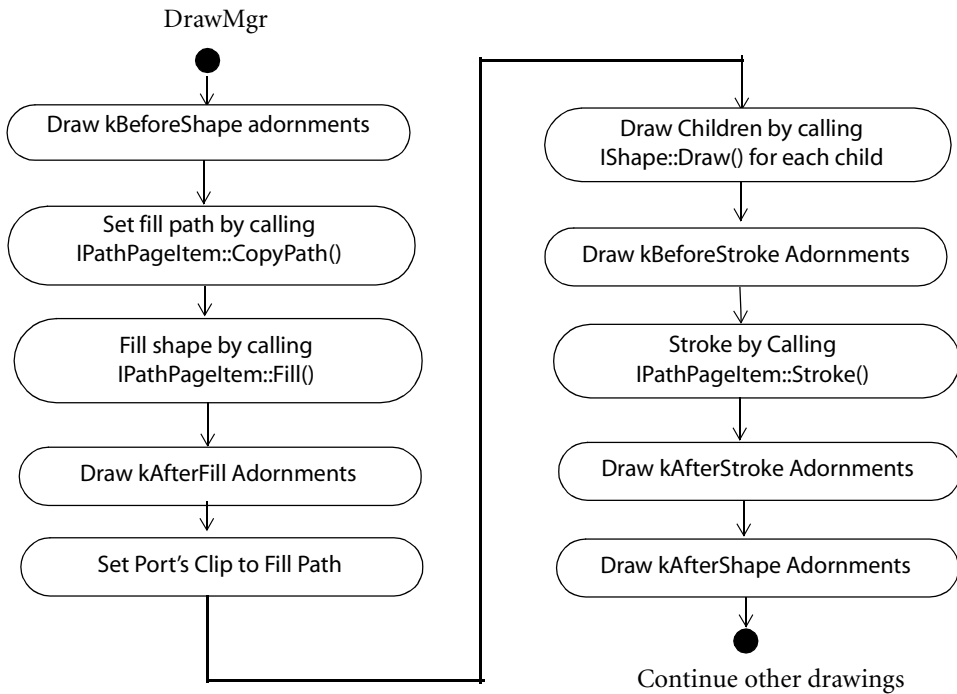 DrawMgr
Draw kBeforeShape adornments
Set fill path by calling
IPathPageItem::CopyPath()
Fill shape by calling
IPathPageItem::Fill()
Draw kAfterFill Adornments
Set Port’s Clip to Fill Path
Draw Children by calling
IShape::Draw() for each child
Draw kBeforeStroke Adornments
Stroke by Calling
IPathPageItem::Stroke()
Draw kAfterStroke Adornments
Draw kAfterShape Adornments
Continue other drawings